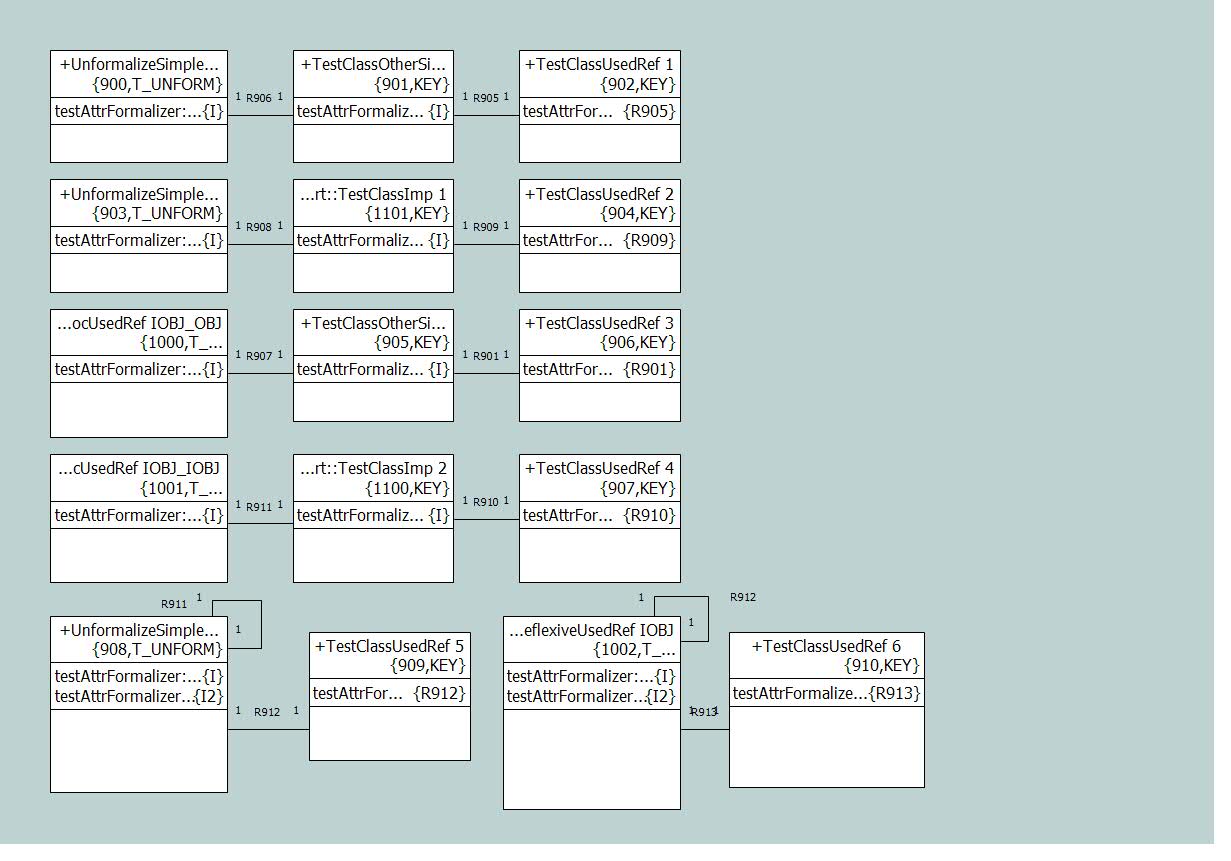 +UnformalizeSimple...
{900,T_UNFORM}
testAttrFormalizer:...{I}
1 R906 1
+TestClassOtherSi...
{901,KEY}
testAttrFormaliz... {I}
1 R905 1
+TestClassUsedRef 1
{902,KEY}
testAttrFor... {R905}
+UnformalizeSimple...
{903,T_UNFORM}
testAttrFormalizer:...{I}
1 R908 1
...rt::TestClassImp 1
{1101,KEY}
testAttrFormaliz... {I}
1 R909 1
+TestClassUsedRef 2
{904,KEY}
testAttrFor... {R909}
...ocUsedRef IOBJ_OBJ
{1000,T_...
testAttrFormalizer:...{I}
1 R907 1
+TestClassOtherSi...
{905,KEY}
testAttrFormaliz... {I}
1 R901 1
+TestClassUsedRef 3
{906,KEY}
testAttrFor... {R901}
...cUsedRef IOBJ_IOBJ
{1001,T_...
testAttrFormalizer:...{I}
1 R911 1
...rt::TestClassImp 2
{1100,KEY}
testAttrFormaliz... {I}
1 R910 1
+TestClassUsedRef 4
{907,KEY}
testAttrFor... {R910}
R911 1
1
+UnformalizeSimple...
{908,T_UNFORM}
testAttrFormalizer:...{I}
testAttrFormalizer...{I2}
1 R912 1
+TestClassUsedRef 5
{909,KEY}
testAttrFor... {R912}
1 R912
1
...eflexiveUsedRef IOBJ
{1002,T_...
testAttrFormalizer:...{I}
testAttrFormalizer...{I2}
1 R913 1
+TestClassUsedRef 6
{910,KEY}
testAttrFormalize...{R913}